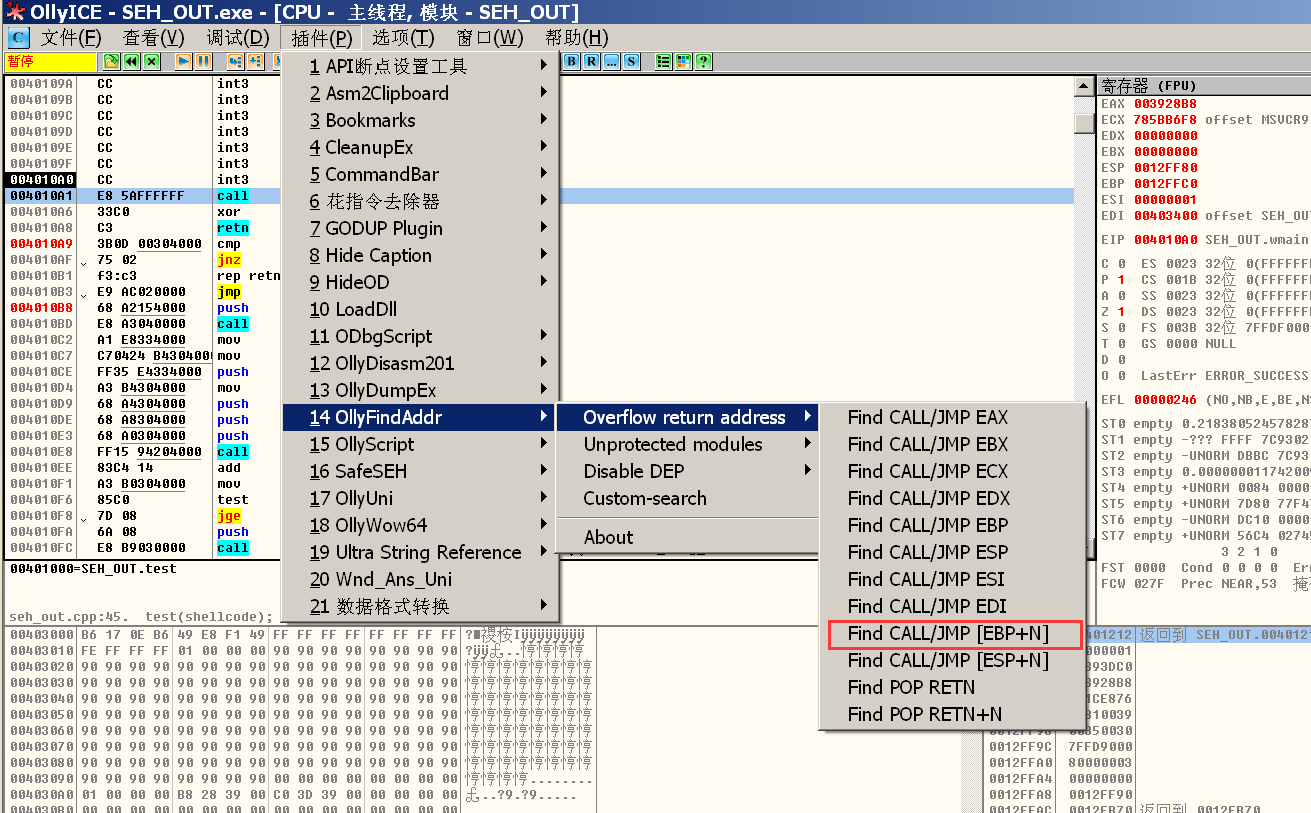 OllyICE - SEH_OUT.exe - [CPU - 主线程, 模块 - SEH_OUT]
C 文件(F) 查看(V) 调试(D) 插件(P) 选项(T) 窗口(W) 帮助(H)
暂停
B R ... S ?
0040109A CC int3
0040109B CC int3
0040109C CC int3
0040109D CC int3
0040109E CC int3
0040109F CC int3
004010A0 CC int3
004010A1 E8 5AFFFFFF call
004010A6 33C0 xor
004010A8 C3 retn
004010A9 3B0D 00304000 cmp
004010AF 75 02 jnz
004010B1 f3:c3 rep retn
004010B3 E9 AC020000 jmp
004010B8 68 A2154000 push
004010BD E8 A3040000 call
004010C2 A1 E8334000 mov
004010C7 C70424 B430400 mov
004010CE FF35 E4334000 push
004010D4 A3 B4304000 mov
004010D9 68 A4304000 push
004010DE 68 A8304000 push
004010E3 68 A0304000 push
004010E8 FF15 94204000 call
004010EE 83C4 14 add
004010F1 A3 B0304000 mov
004010F6 85C0 test
004010F8 7D 08 jge
004010FA 6A 08 push
004010FC E8 B9030000 call
1 API断点设置工具
2 Asm2Clipboard
3 Bookmarks
4 CleanupEx
5 CommandBar
6 花指令去除器
7 GODUP Plugin
8 Hide Caption
9 HideOD
10 LoadDll
11 ODbgScript
12 OllyDisasm201
13 OllyDumpEx
14 OllyFindAddr
15 OllyScript
16 SafeSEH
17 OllyUni
18 OllyWow64
19 Ultra String Reference
20 Wnd_Ans_Uni
21 数据格式转换
Overflow return address
Unprotected modules
Disable DEP
Custom-search
About
Find CALL/JMP EAX
Find CALL/JMP EBX
Find CALL/JMP ECX
Find CALL/JMP EDX
Find CALL/JMP EBP
Find CALL/JMP ESP
Find CALL/JMP ESI
Find CALL/JMP EDI
Find CALL/JMP [EBP+N]
Find CALL/JMP [ESP+N]
Find POP RETN
Find POP RETN+N
寄存器 (FPU)
EAX 003928B8
ECX 785BB6F8 offset MSVCR9
EDX 00000000
EBX 00000000
ESP 0012FF80
EBP 0012FFC0
ESI 00000001
EDI 00403400 offset SEH_OU
EIP 004010A0 SEH_OUT.wmain
C 0 ES 0023 32位 0(FFFFFFF
P 1 CS 001B 32位 0(FFFFFFF
A 0 SS 0023 32位 0(FFFFFFF
Z 1 DS 0023 32位 0(FFFFFFF
S 0 FS 003B 32位 7FFDF000
T 0 GS 0000 NULL
D 0
O 0 LastErr ERROR_SUCCESS
EFL 00000246 (NO,NB,E,BE,NS
ST0 empty 0.21838052457828
ST1 empty -??? FFFF 7C9302
ST2 empty -UNORM DBBC 7C93
ST3 empty 0.00000001174200
ST4 empty +UNORM 0084 0000
ST5 empty +UNORM 7D80 77F4
ST6 empty -UNORM DC10 0000
ST7 empty +UNORM 56C4 0274
3 2 1 0
FST 0000 Cond 0 0 0 0 Err
FCW 027F Prec NEAR,53 掩
00401000=SEH_OUT.test
seh_out.cpp:45. test(shellcode);
00403000 B6 17 0E B6 49 E8 F1 49 FF FF FF FF FF FF FF FF
00403010 FE FF FF FF 01 00 00 00 90 90 90 90 90 90 90 90
00403020 90 90 90 90 90 90 90 90 90 90 90 90 90 90 90 90
00403030 90 90 90 90 90 90 90 90 90 90 90 90 90 90 90 90
00403040 90 90 90 90 90 90 90 90 90 90 90 90 90 90 90 90
00403050 90 90 90 90 90 90 90 90 90 90 90 90 90 90 90 90
00403060 90 90 90 90 90 90 90 90 90 90 90 90 90 90 90 90
00403070 90 90 90 90 90 90 90 90 90 90 90 90 90 90 90 90
00403080 90 90 90 90 90 90 90 90 90 90 90 90 90 90 90 90
00403090 90 90 90 90 90 90 90 90 00 00 00 00 00 00 00 00
004030A0 01 00 00 00 B8 28 39 00 C0 3D 39 00 00 00 00 00
401212 返回到 SEH_OUT.0040121
000001
393DC0
3928B8
1CE876
310039
00350030
0012FF9C 7FFD9000
0012FFA0 80000003
0012FFA4 00000000
0012FFA8 0012FF90
0012FFAC 0012FB70 返回到 0012FB70